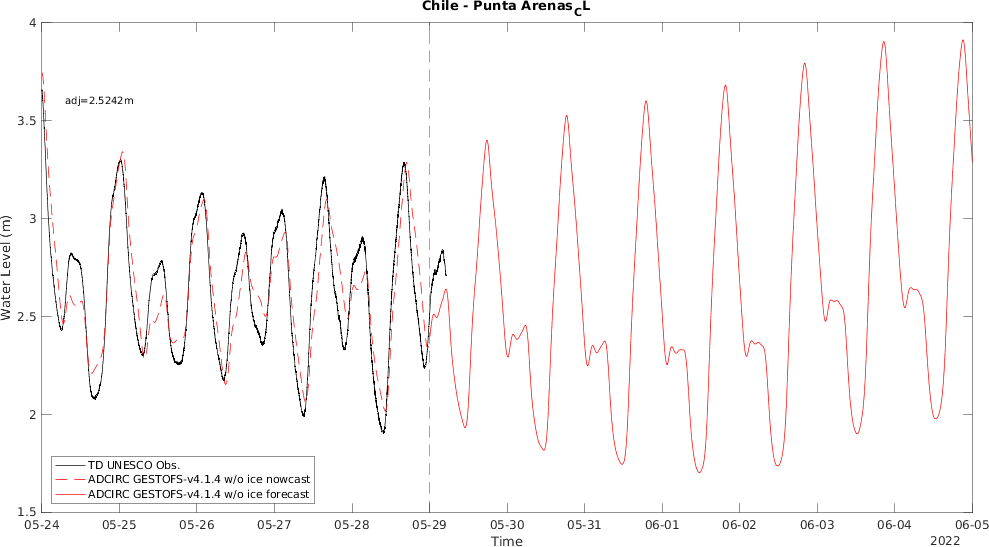 Chile - Punta Arenas_CL
4
adj=2.5242m
3.5
3
Water Level (m)
2.5
2
TD UNESCO Obs.
ADCIRC GESTOFS-v4.1.4 w/o ice nowcast
ADCIRC GESTOFS-v4.1.4 w/o ice forecast
1.5
05-24 05-25 05-26 05-27 05-28 05-29 05-30 05-31 06-01 06-02 06-03 06-04 06-05
Time
2022